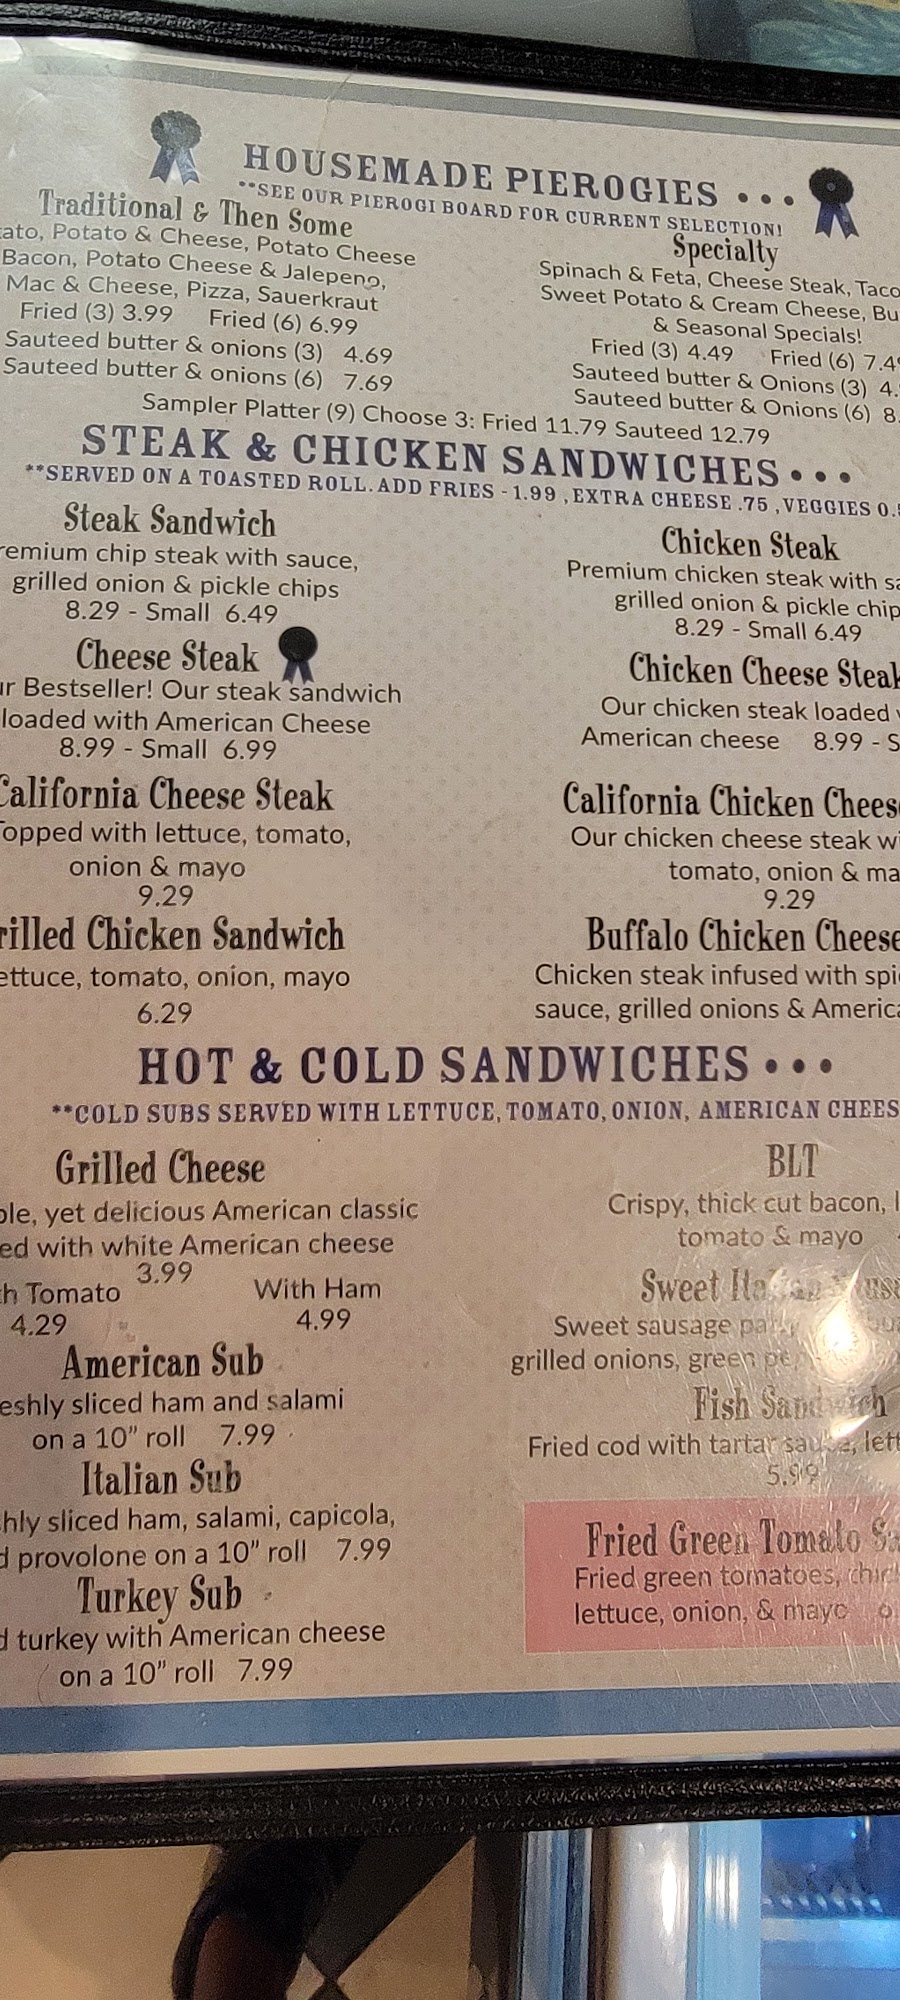 HOUSEMADE PIEROGIES • • •
**SEE OUR PIEROGI BOARD FOR CURRENT SELECTION!
Traditional & Then Some
Potato & Cheese, Potato Cheese
Bacon, Potato Cheese & Jalepeno,
Mac & Cheese, Pizza, Sauerkraut
Fried (3) 3.99 Fried (6) 6.99
Sauteed butter & onions (3) 4.69
Sauteed butter & onions (6) 7.69
Specialty
Spinach & Feta, Cheese Steak, Taco
Sweet Potato & Cream Cheese,
& Seasonal Specials!
Fried (3) 4.49 Fried (6)
Sauteed butter & Onions (3)
Sauteed butter & Onions (6)
Sampler Platter (9) Choose 3: Fried 11.79 Sauteed 12.79
STEAK & CHICKEN SANDWICHES • • •
**SERVED ON A TOASTED ROLL. ADD FRIES - 1.99 , EXTRA CHEESE .75 , VEGGIES
Steak Sandwich
chip steak with sauce,
grilled onion & pickle chips
8.29 - Small 6.49
Cheese Steak
Bestseller! Our steak sandwich
loaded with American Cheese
8.99 - Small 6.99
California Cheese Steak
with lettuce, tomato,
onion & mayo
9.29
Chicken Sandwich
tomato, onion, mayo
6.29
Chicken Steak
Premium chicken steak with
grilled onion & pickle
8.29 - Small 6.49
Chicken Cheese Steak
Our chicken steak loaded
American cheese 8.99 -
California Chicken
Our chicken cheese steak
tomato, onion &
9.29
Buffalo Chicken Cheese
Chicken steak infused with
sauce, grilled onions &
HOT & COLD SANDWICHES • • •
**COLD SUBS SERVED WITH LETTUCE, TOMATO, ONION, AMERICAN
Grilled Cheese
yet delicious American classic
with white American cheese
3.99
Tomato With Ham
4.29 4.99
American Sub
sliced ham and salami
on a 10" roll 7.99
Italian Sub
sliced ham, salami, capicola,
provolone on a 10" roll 7.99
Turkey Sub
turkey with American cheese
on a 10" roll 7.99
BLT
Crispy, thick cut bacon,
tomato & mayo
Sweet
Sweet sausage
grilled onions, green
Fish Sandwich
Fried cod with tartar sauce,
5.99
Fried Green Tomato
Fried green tomatoes,
lettuce, onion, & mayo